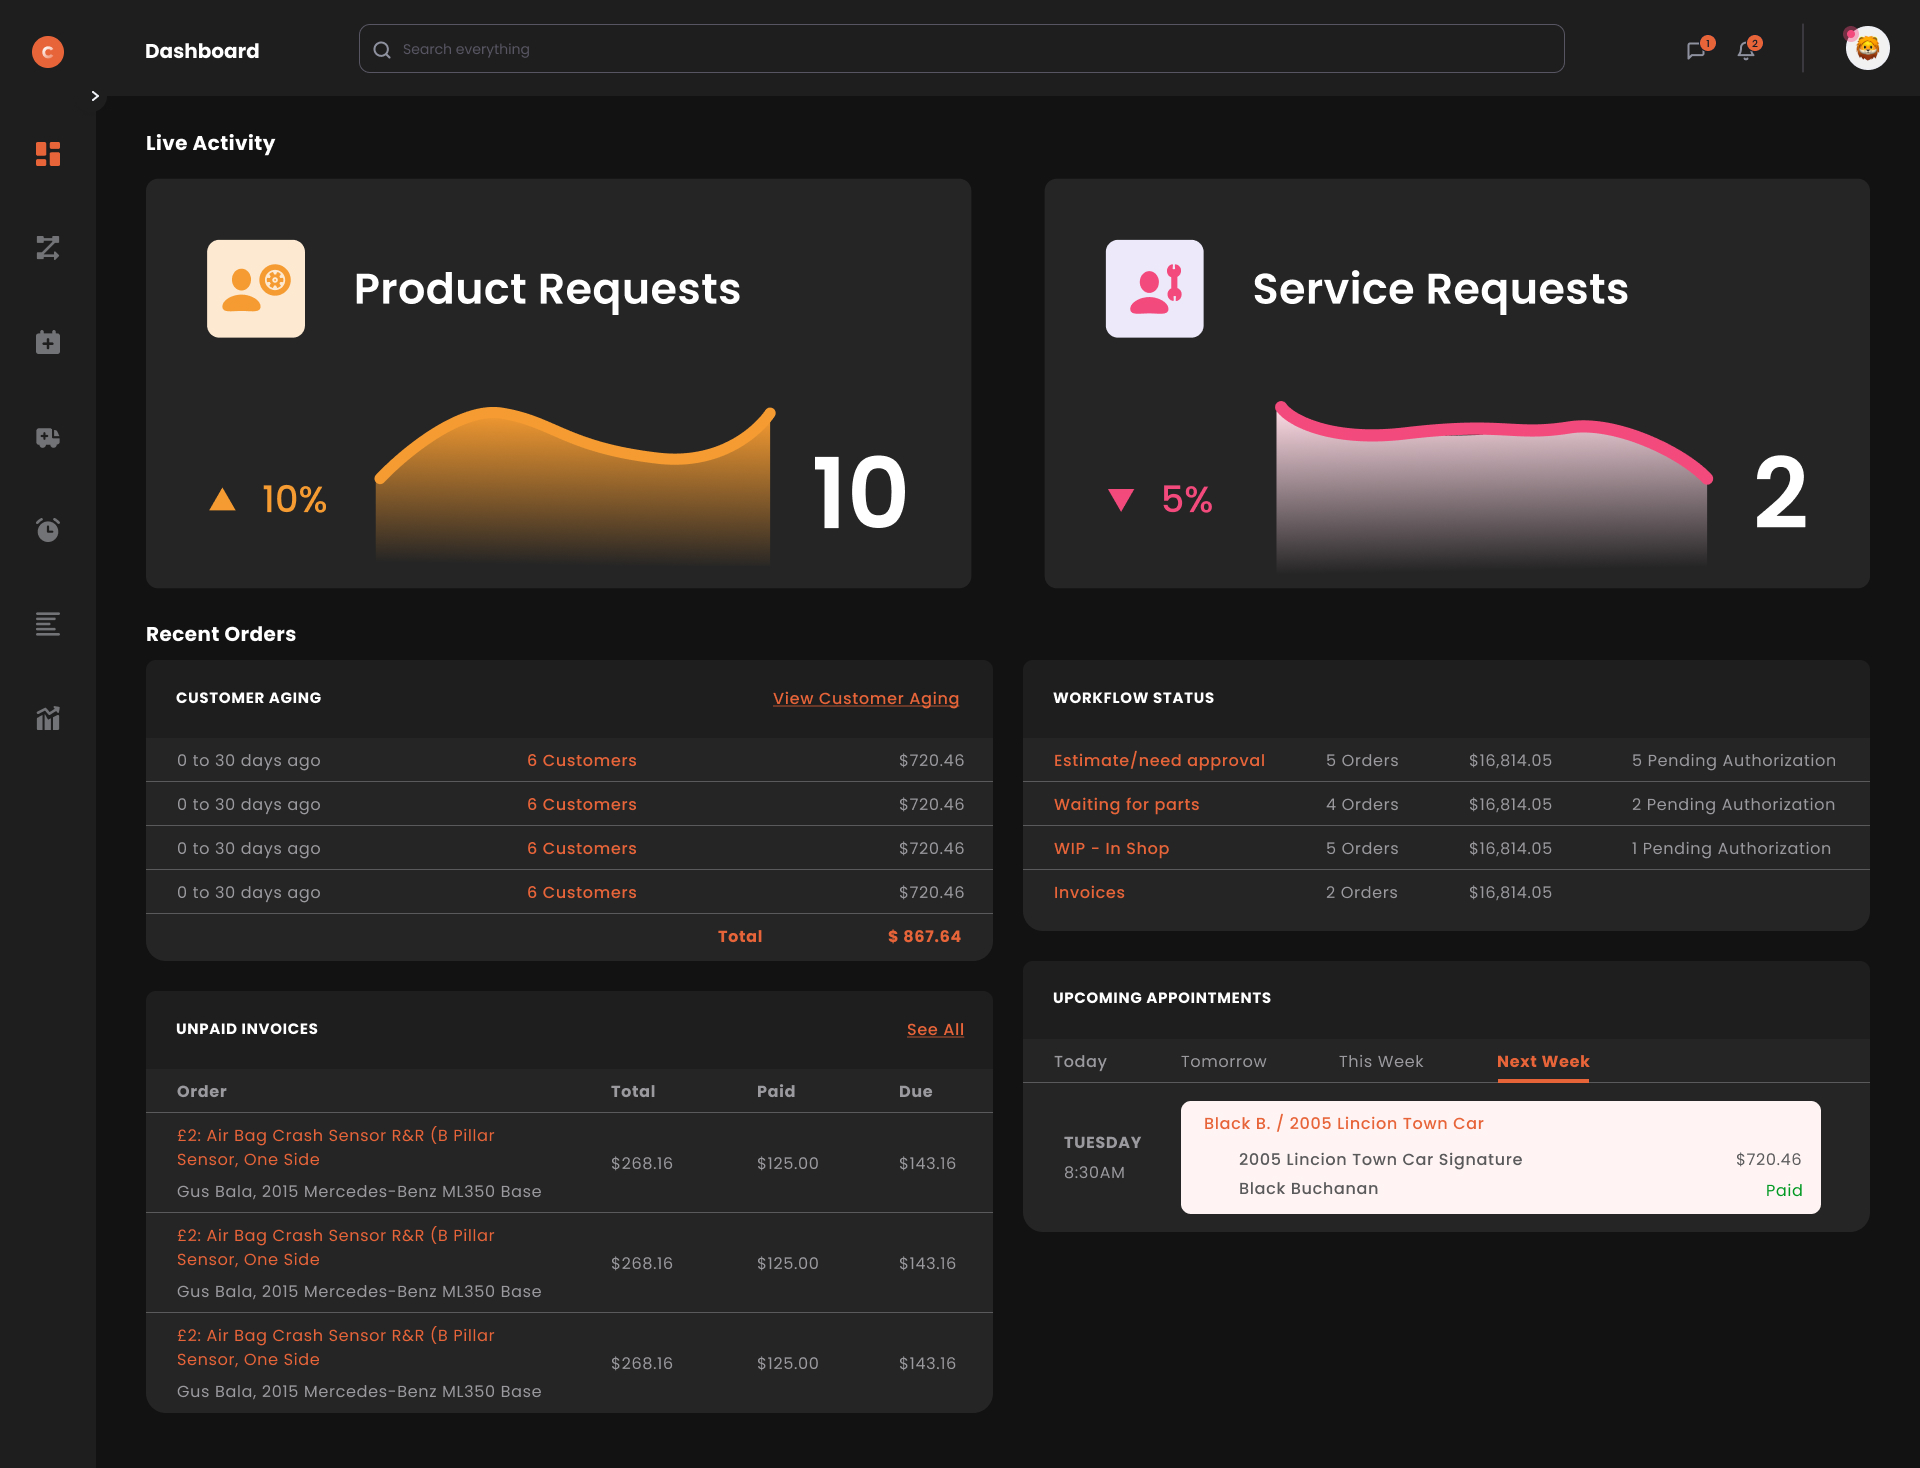 C
Dashboard
Search everything
1
2
Live Activity
Product Requests
10%
10
Service Requests
5%
2
Recent Orders
CUSTOMER AGING
View Customer Aging
0 to 30 days ago 6 Customers $720.46
0 to 30 days ago 6 Customers $720.46
0 to 30 days ago 6 Customers $720.46
0 to 30 days ago 6 Customers $720.46
Total $ 867.64
WORKFLOW STATUS
Estimate/need approval 5 Orders $16,814.05 5 Pending Authorization
Waiting for parts 4 Orders $16,814.05 2 Pending Authorization
WIP - In Shop 5 Orders $16,814.05 1 Pending Authorization
Invoices 2 Orders $16,814.05
UNPAID INVOICES
See All
Order Total Paid Due
£2: Air Bag Crash Sensor R&R (B Pillar
Sensor, One Side
$268.16 $125.00 $143.16
Gus Bala, 2015 Mercedes-Benz ML350 Base
£2: Air Bag Crash Sensor R&R (B Pillar
Sensor, One Side
$268.16 $125.00 $143.16
Gus Bala, 2015 Mercedes-Benz ML350 Base
£2: Air Bag Crash Sensor R&R (B Pillar
Sensor, One Side
$268.16 $125.00 $143.16
Gus Bala, 2015 Mercedes-Benz ML350 Base
UPCOMING APPOINTMENTS
Today Tomorrow This Week Next Week
TUESDAY
8:30AM
Black B. / 2005 Lincion Town Car
2005 Lincion Town Car Signature $720.46
Black Buchanan Paid